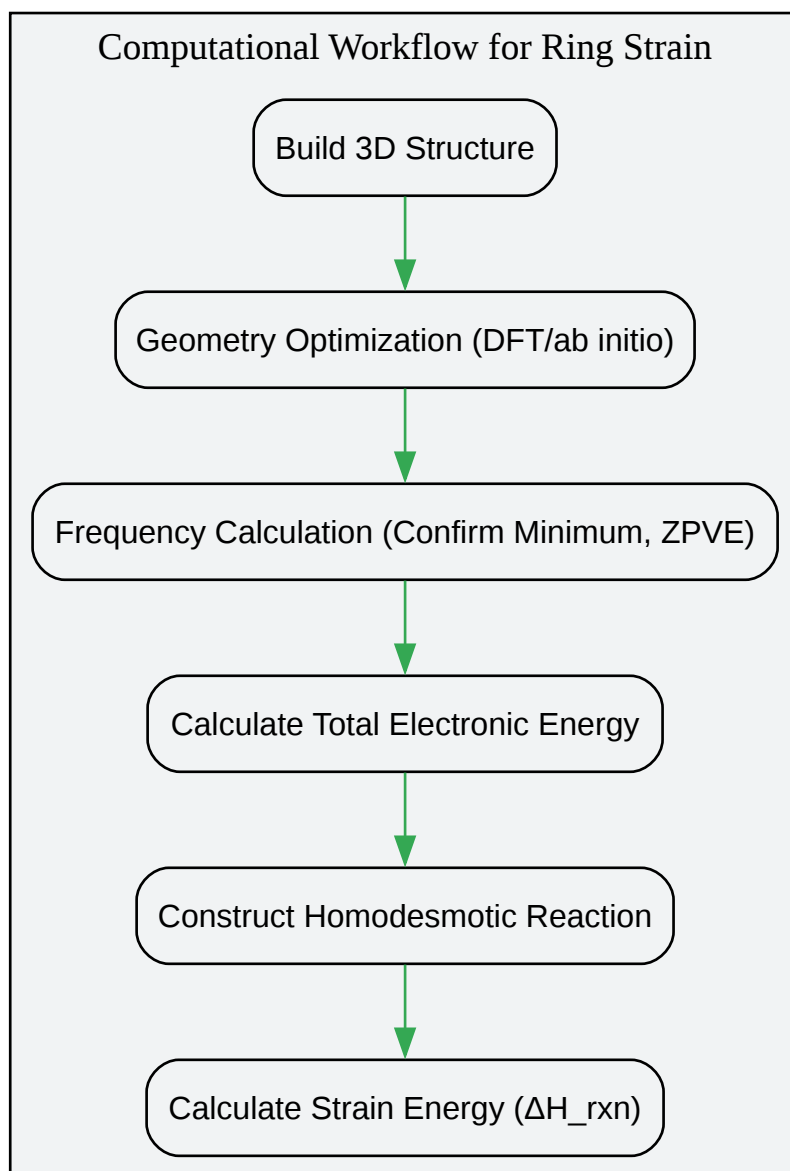 Computational Workflow for Ring Strain
Build 3D Structure
Geometry Optimization (DFT/ab initio)
Frequency Calculation (Confirm Minimum, ZPVE)
Calculate Total Electronic Energy
Construct Homodesmotic Reaction
Calculate Strain Energy (ΔH_rxn)